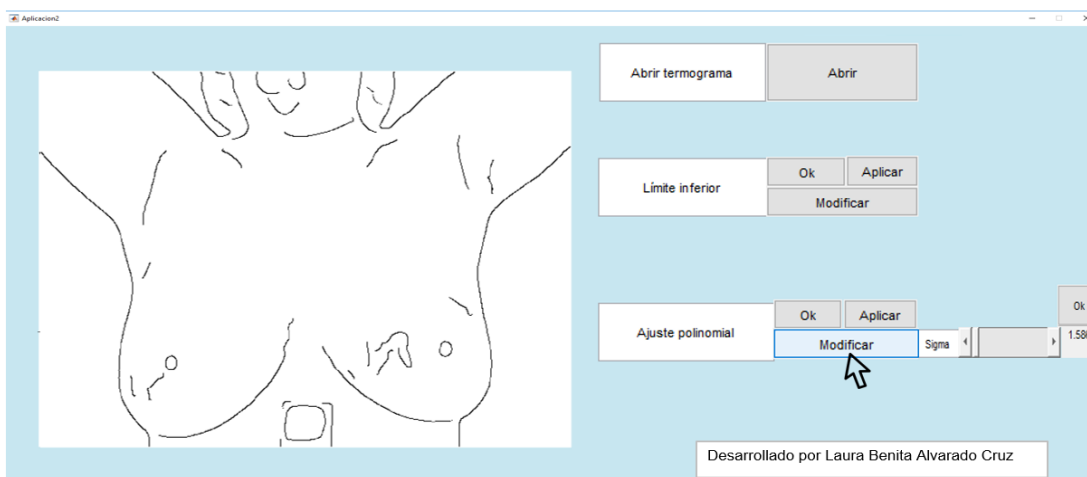 Aplicacion2
Abrir termograma
Abrir
Límite inferior
Ok
Aplicar
Modificar
Ajuste polinomial
Ok
Aplicar
Modificar
Sigma
Ok
Desarrollado por Laura Benita Alvarado Cruz